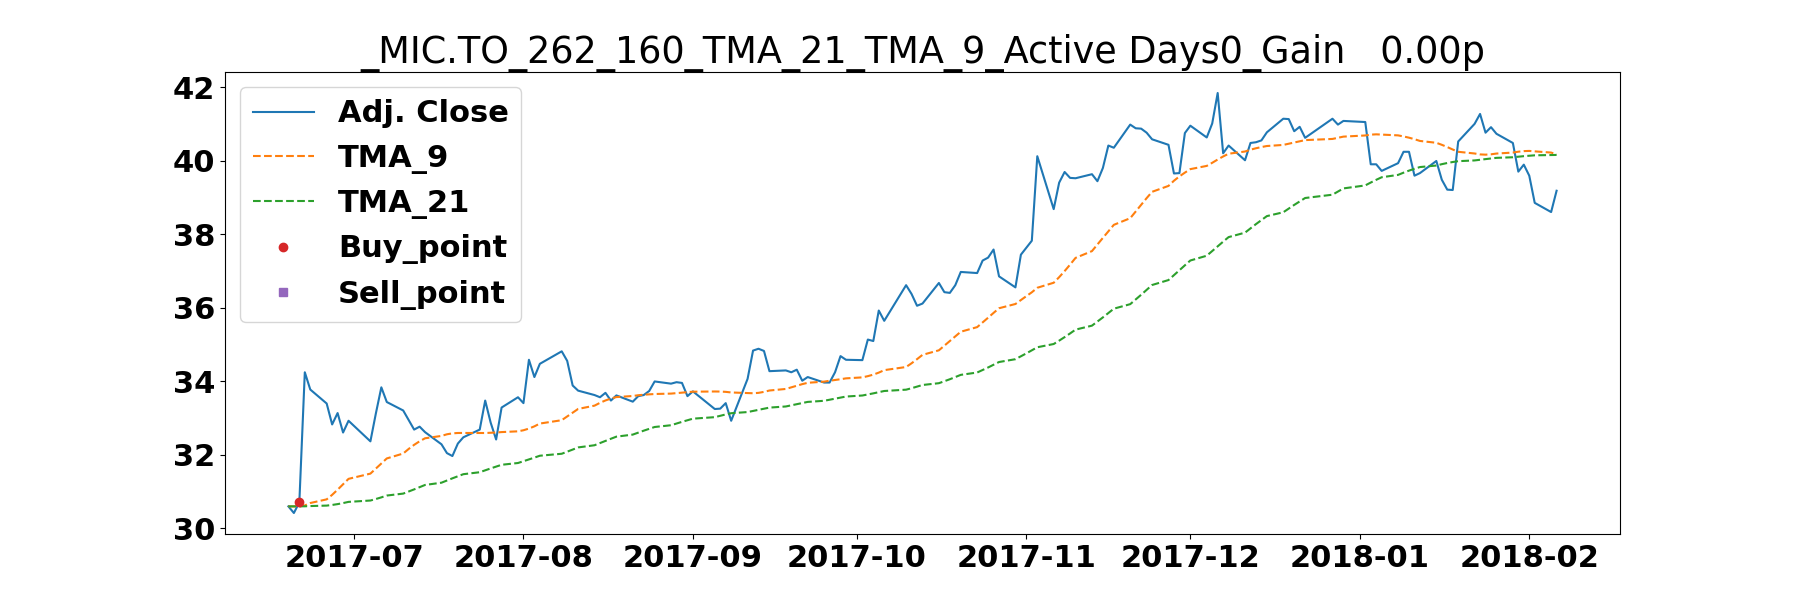 _MIC.TO_262_160_TMA_21_TMA_9_Active Days0_Gain   0.00p
42
40
38
36
34
32
30
Adj. Close
TMA_9
TMA_21
Buy_point
Sell_point
2017-07 2017-08 2017-09 2017-10 2017-11 2017-12 2018-01 2018-02